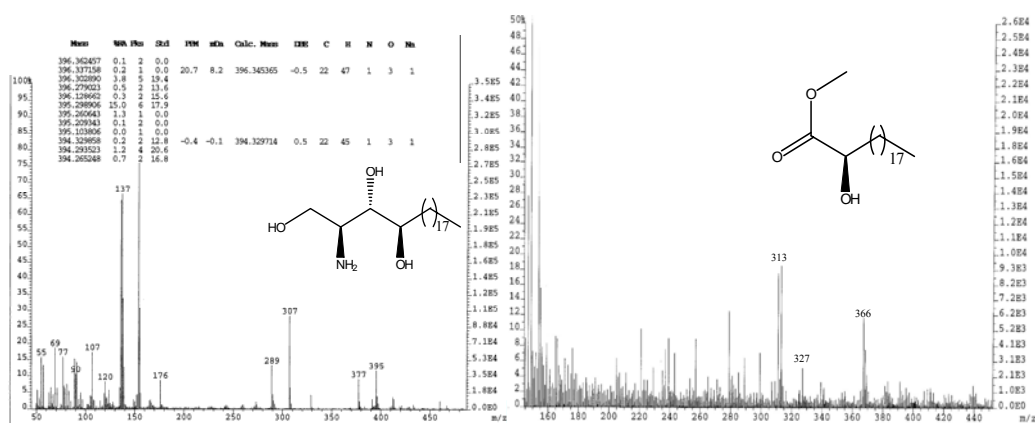 Mass %RA Pks Std PPM mDa Calc. Mass DBE C H N O Na
396.362457 0.1 2 0.0
396.337158 0.2 1 0.0 20.7 8.2 396.345365 -0.5 22 47 1 3 1
396.302890 3.8 5 19.4
396.279023 0.5 2 13.6
396.128662 0.3 2 15.6
395.298906 15.0 6 17.9
395.260643 1.3 1 0.0
395.209343 0.1 2 0.0
395.103806 0.0 1 0.0
394.329858 0.2 2 12.8 -0.4 -0.1 394.329714 0.5 22 45 1 3 1
394.293523 1.2 4 20.6
394.265248 0.7 2 16.8
100%
95
90
85
80
75
70
65
60
55
50
45
40
35
30
25
20
15
10
5
0
137
55
69
77
90
107
120
176
289
307
377
395
OH
HO
NH2
OH
( )17
3.5E5
3.4E5
3.2E5
3.0E5
2.8E5
2.7E5
2.5E5
2.3E5
2.1E5
1.9E5
1.8E5
1.6E5
1.4E5
1.2E5
1.1E5
8.8E4
7.1E4
5.3E4
3.5E4
1.8E4
0.0E0
50 100 150 200 250 300 350 400 450 m/z
50%
48
46
44
42
40
38
36
34
32
30
28
26
24
22
20
18
16
14
12
10
8
6
4
2
0
O
O
OH
( )17
313
327
366
2.6E4
2.5E4
2.4E4
2.3E4
2.2E4
2.1E4
2.0E4
1.9E4
1.8E4
1.7E4
1.6E4
1.4E4
1.3E4
1.2E4
1.1E4
1.0E4
9.2E3
8.2E3
7.2E3
6.2E3
5.1E3
4.1E3
3.1E3
2.1E3
1.0E3
0.0E0
160 180 200 220 240 260 280 300 320 340 360 380 400 420 440 m/z